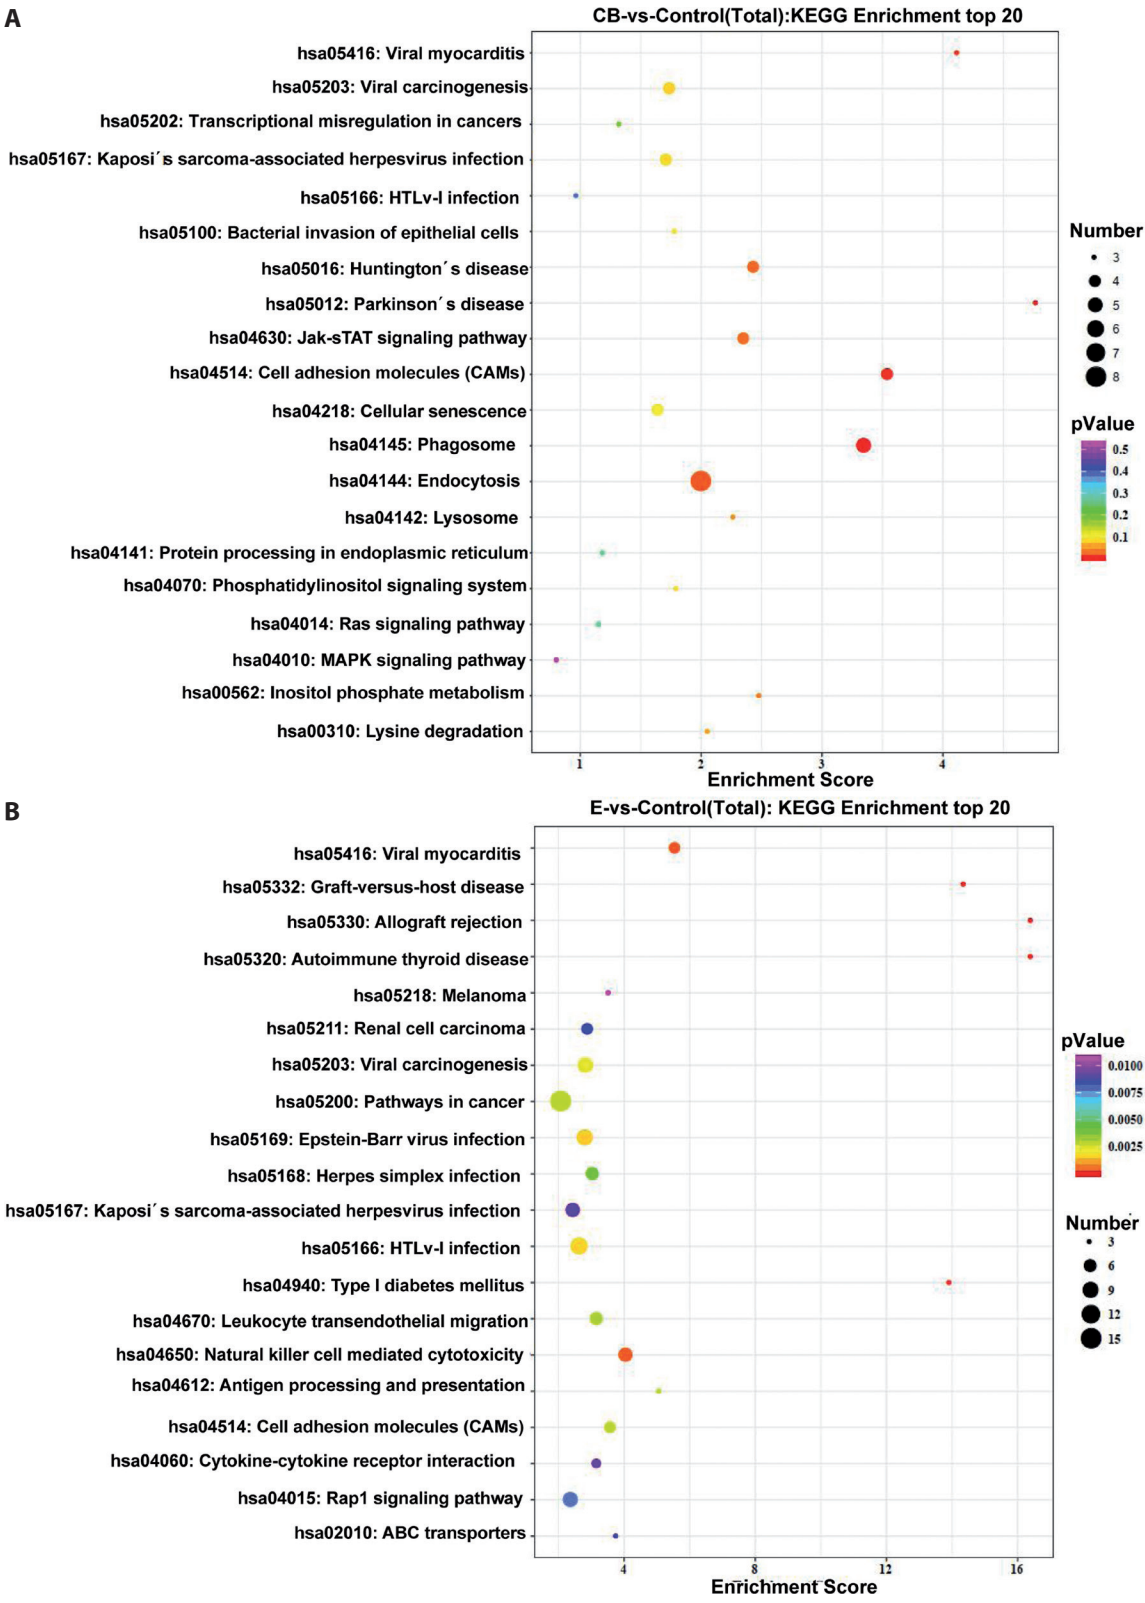 A
CB-vs-Control(Total):KEGG Enrichment top 20
hsa05416: Viral myocarditis
hsa05203: Viral carcinogenesis
hsa05202: Transcriptional misregulation in cancers
hsa05167: Kaposi´s sarcoma-associated herpesvirus infection
hsa05166: HTLv-I infection
hsa05100: Bacterial invasion of epithelial cells
hsa05016: Huntington´s disease
hsa05012: Parkinson´s disease
hsa04630: Jak-sTAT signaling pathway
hsa04514: Cell adhesion molecules (CAMs)
hsa04218: Cellular senescence
hsa04145: Phagosome
hsa04144: Endocytosis
hsa04142: Lysosome
hsa04141: Protein processing in endoplasmic reticulum
hsa04070: Phosphatidylinositol signaling system
hsa04014: Ras signaling pathway
hsa04010: MAPK signaling pathway
hsa00562: Inositol phosphate metabolism
hsa00310: Lysine degradation
1 2 3 4
Enrichment Score
Number
3
4
5
6
7
8
pValue
0.5
0.4
0.3
0.2
0.1
B
E-vs-Control(Total): KEGG Enrichment top 20
hsa05416: Viral myocarditis
hsa05332: Graft-versus-host disease
hsa05330: Allograft rejection
hsa05320: Autoimmune thyroid disease
hsa05218: Melanoma
hsa05211: Renal cell carcinoma
hsa05203: Viral carcinogenesis
hsa05200: Pathways in cancer
hsa05169: Epstein-Barr virus infection
hsa05168: Herpes simplex infection
hsa05167: Kaposi´s sarcoma-associated herpesvirus infection
hsa05166: HTLv-I infection
hsa04940: Type I diabetes mellitus
hsa04670: Leukocyte transendothelial migration
hsa04650: Natural killer cell mediated cytotoxicity
hsa04612: Antigen processing and presentation
hsa04514: Cell adhesion molecules (CAMs)
hsa04060: Cytokine-cytokine receptor interaction
hsa04015: Rap1 signaling pathway
hsa02010: ABC transporters
4 8 12 16
Enrichment Score
pValue
0.0100
0.0075
0.0050
0.0025
Number
3
6
9
12
15